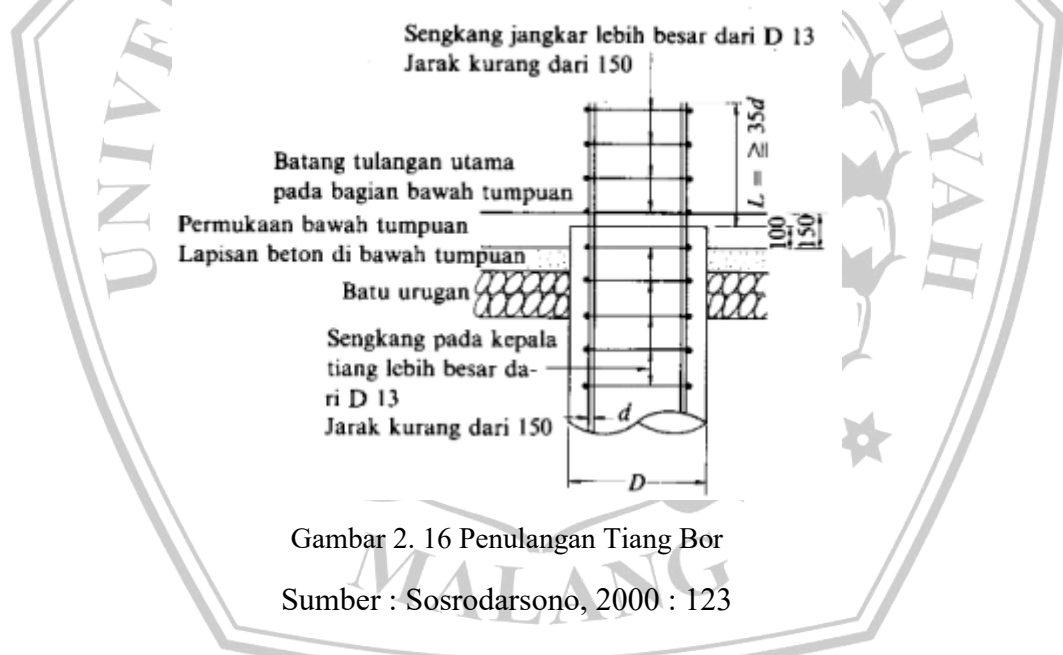 Sengkang jangkar lebih besar dari D 13
Jarak kurang dari 150
L = ≧ 35d
Batang tulangan utama
pada bagian bawah tumpuan
Permukaan bawah tumpuan
100
150
Lapisan beton di bawah tumpuan
Batu urugan
Sengkang pada kepala
tiang lebih besar da-
ri D 13
Jarak kurang dari 150
d
D
Gambar 2. 16 Penulangan Tiang Bor
Sumber : Sosrodarsono, 2000 : 123
MALANG